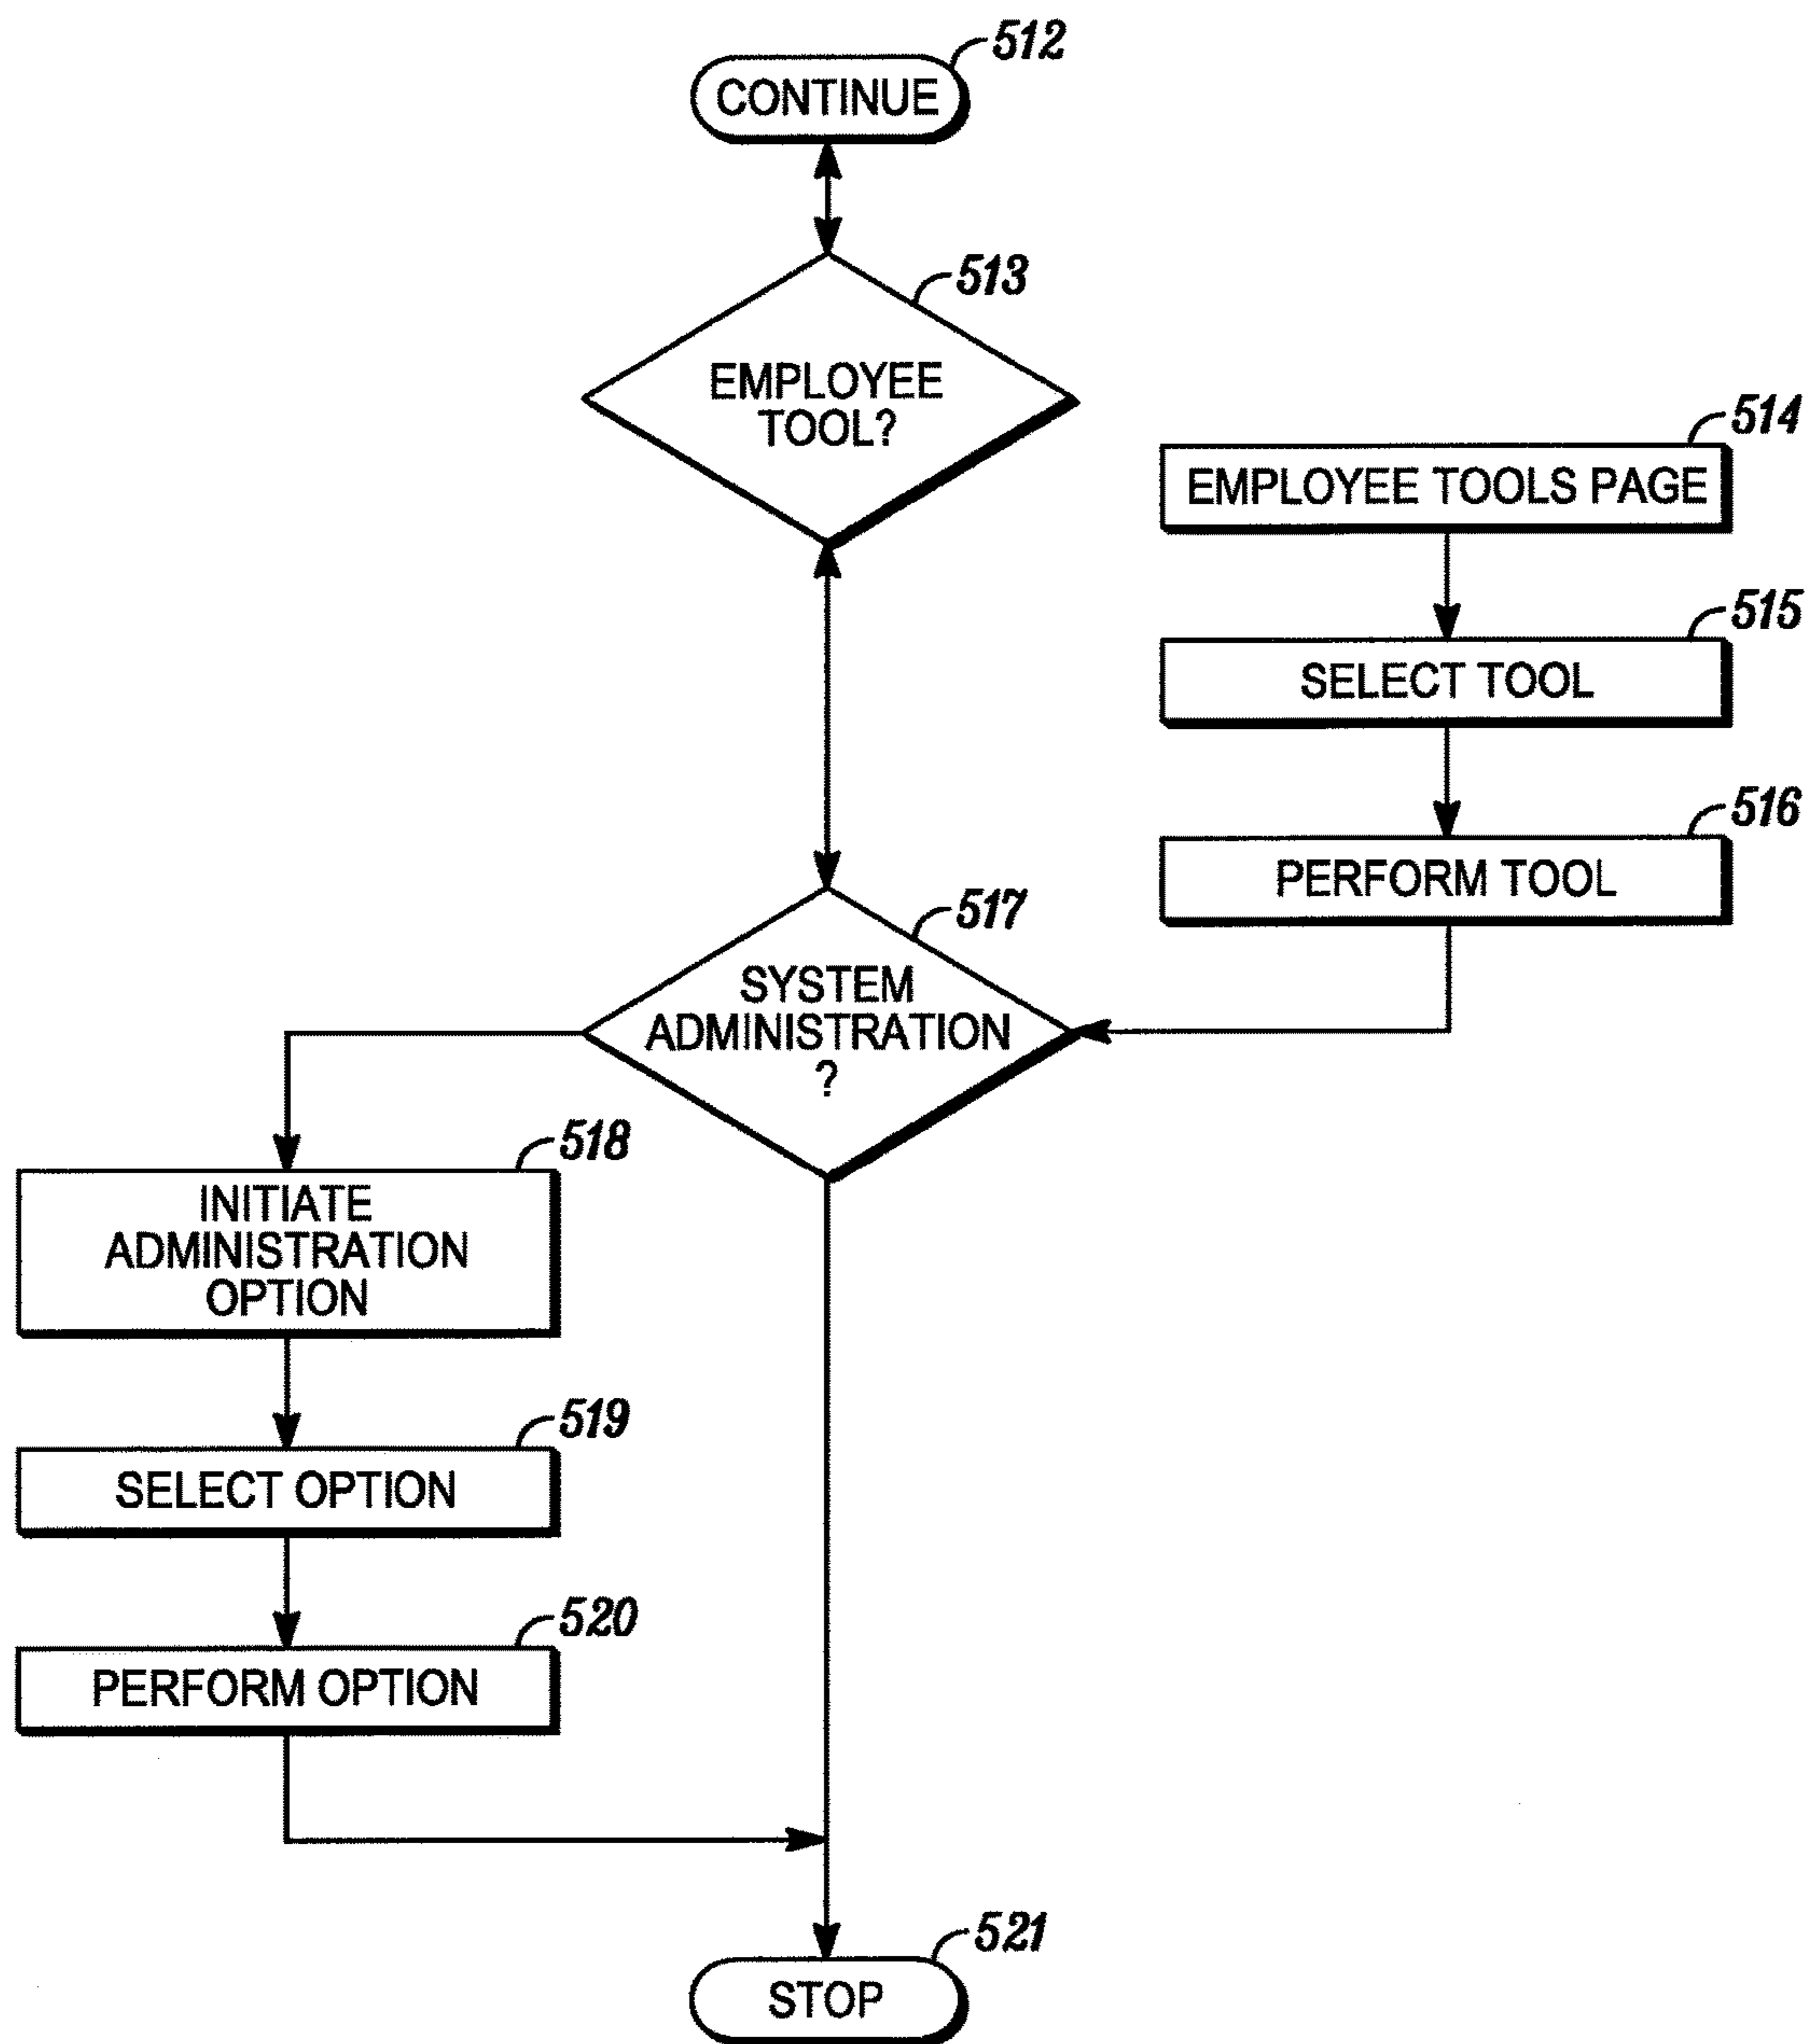 512
CONTINUE
513
EMPLOYEE
TOOL?
514
EMPLOYEE TOOLS PAGE
515
SELECT TOOL
516
PERFORM TOOL
517
SYSTEM
ADMINISTRATION
?
518
INITIATE
ADMINISTRATION
OPTION
519
SELECT OPTION
520
PERFORM OPTION
521
STOP